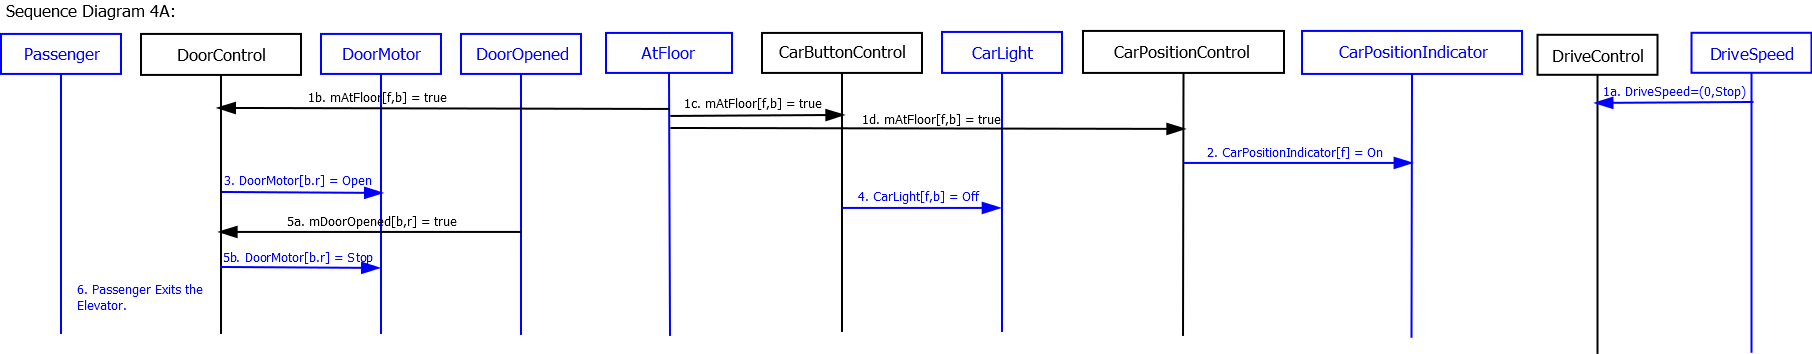 Sequence Diagram 4A:
Passenger
DoorControl
DoorMotor
DoorOpened
AtFloor
CarButtonControl
CarLight
CarPositionControl
CarPositionIndicator
DriveControl
DriveSpeed
1a. DriveSpeed=(0,Stop)
1b. mAtFloor[f,b] = true
1c. mAtFloor[f,b] = true
1d. mAtFloor[f,b] = true
2. CarPositionIndicator[f] = On
3. DoorMotor[b.r] = Open
4. CarLight[f,b] = Off
5a. mDoorOpened[b,r] = true
5b. DoorMotor[b.r] = Stop
6. Passenger Exits the
Elevator.